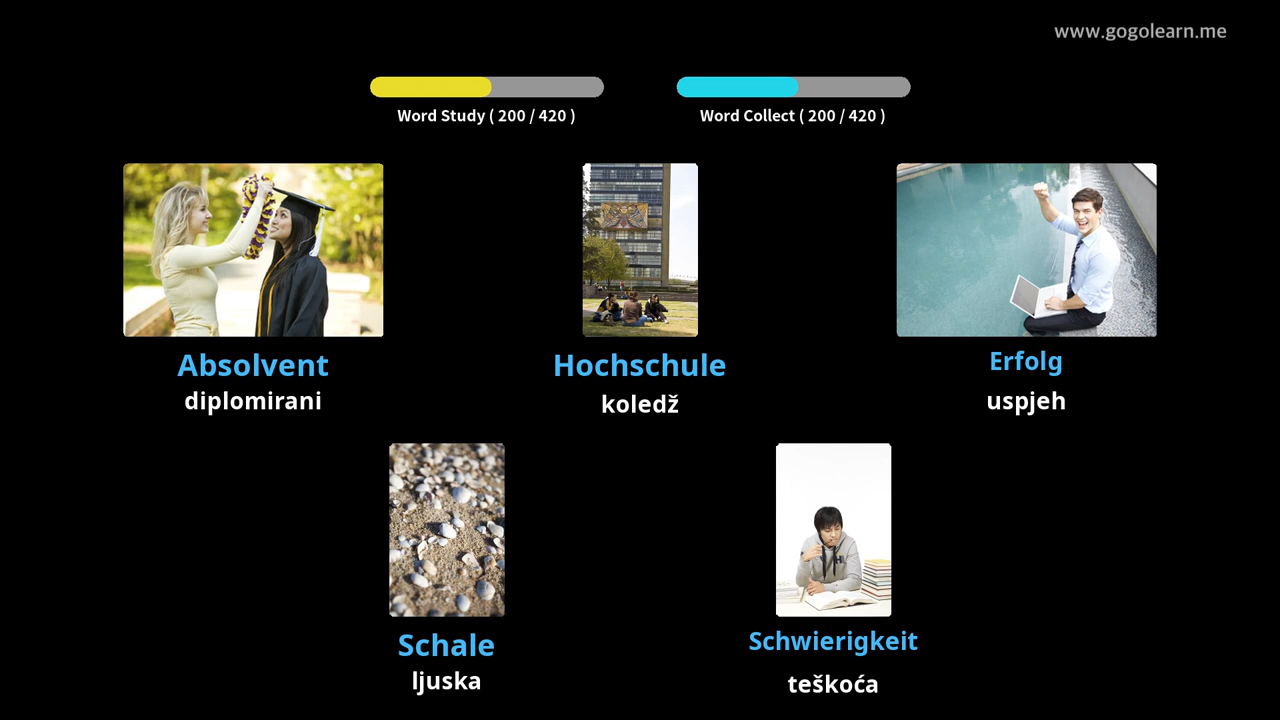 www.gogolearn.me
Word Study ( 200 / 420 )
Word Collect ( 200 / 420 )
Absolvent
diplomirani
Hochschule
koledž
Erfolg
uspjeh
Schale
ljuska
Schwierigkeit
teškoća